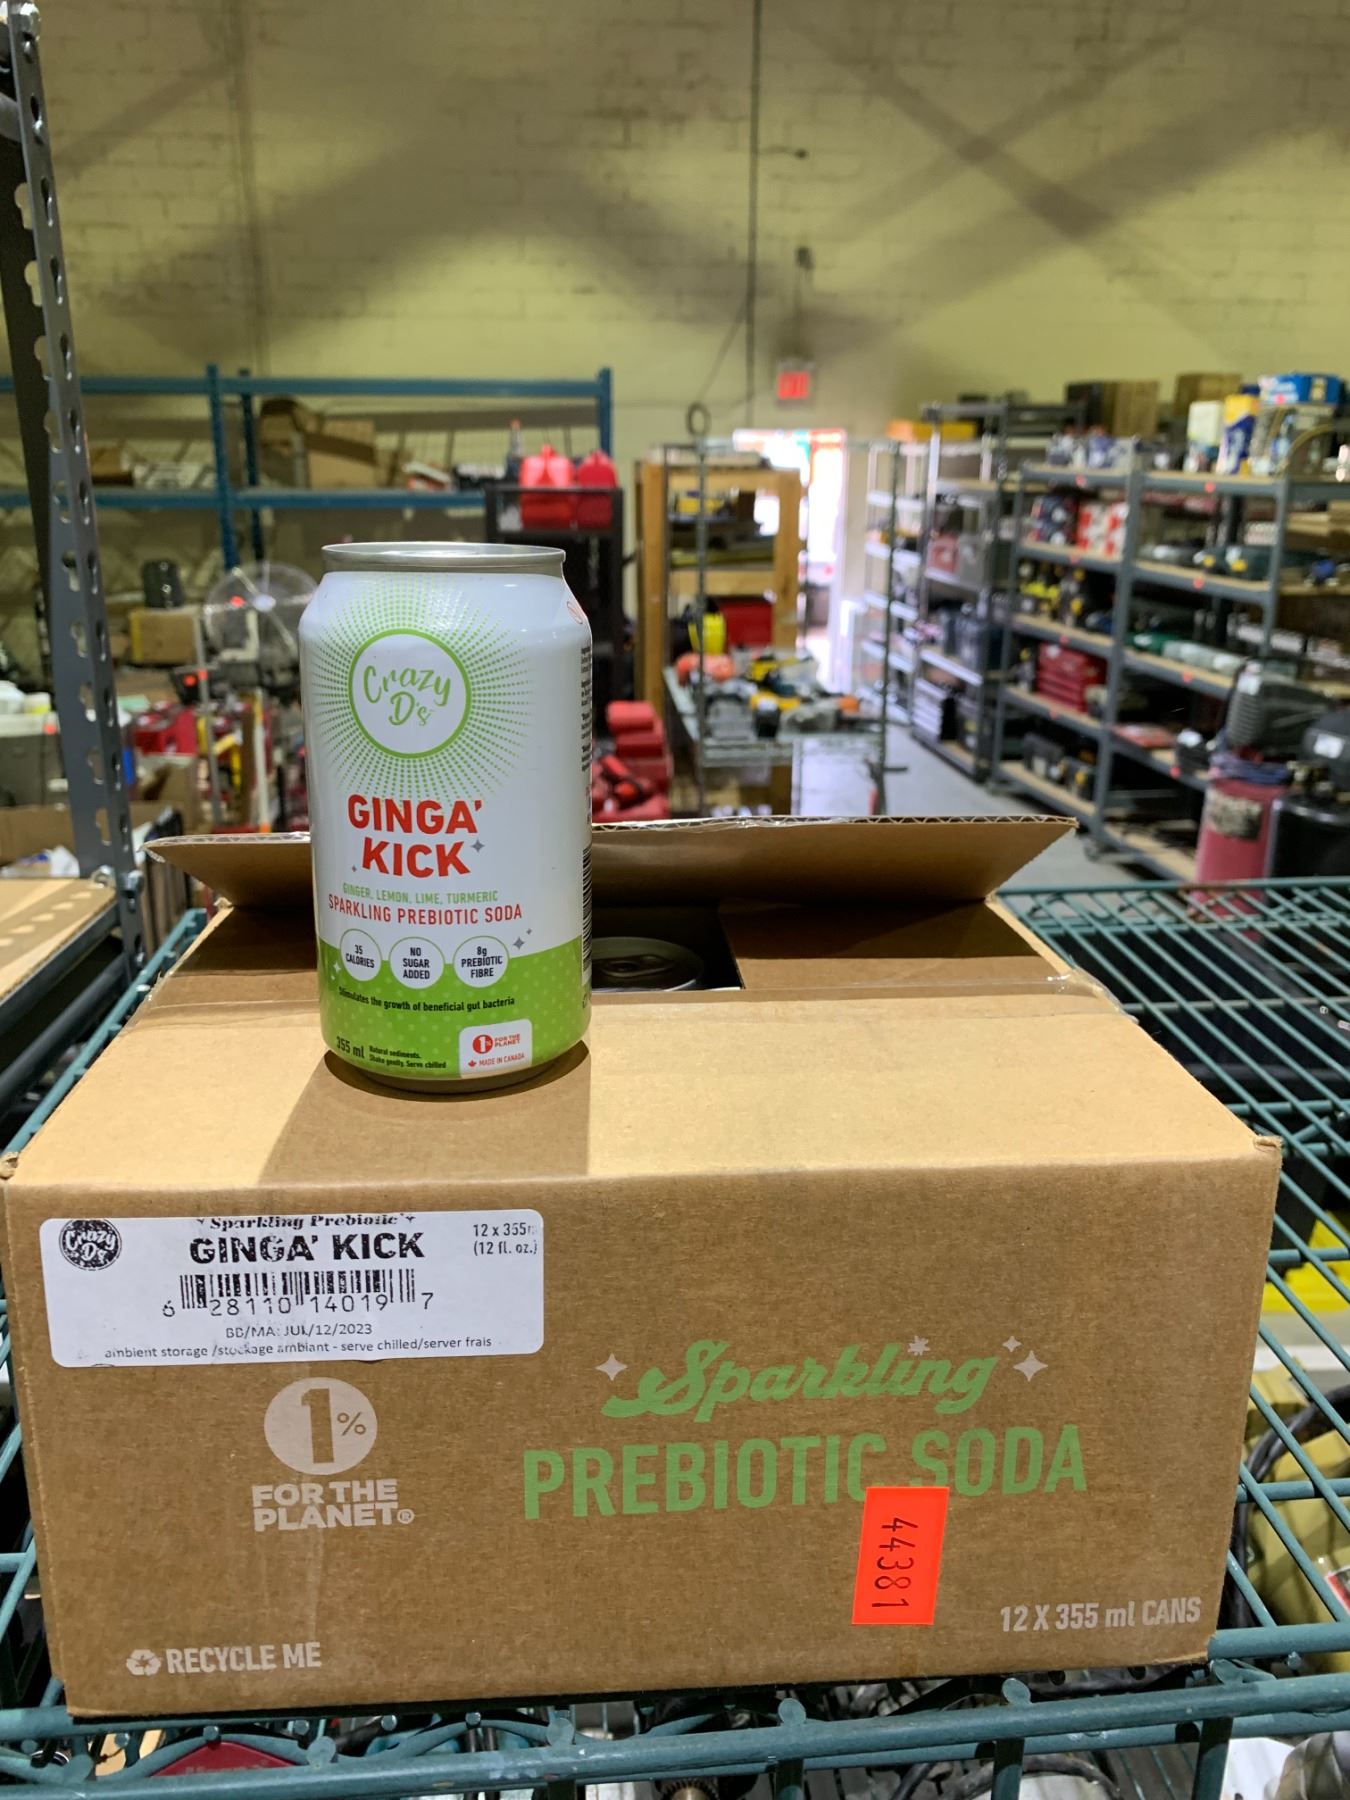 EXIT
Crazy
D's
GINGA'
KICK
GINGER, LEMON, LIME, TURMERIC
SPARKLING PREBIOTIC SODA
35
CALORIES
NO
SUGAR
ADDED
8g
PREBIOTIC
FIBRE
Stimulates the growth of beneficial gut bacteria
355 ml
Natural sediments.
Shake gently. Serve chilled
1%
FOR THE
PLANET
MADE IN CANADA
Crazy
D's
Sparkling Prebiotic
GINGA' KICK
12 x 355
(12 fl. oz.)
6 28110 14019 7
BB/MA: JUL/12/2023
ambient storage /stockage ambiant - serve chilled/server frais
1%
FOR THE
PLANET®
Sparkling
PREBIOTIC SODA
44381
12 X 355 ml CANS
RECYCLE ME